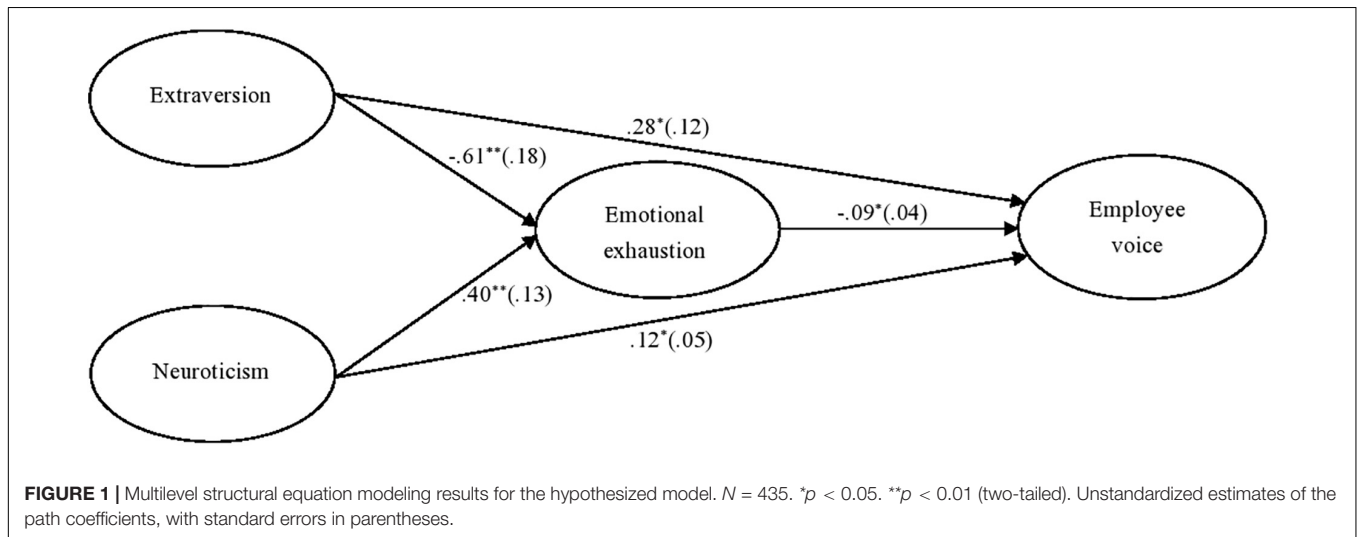 Extraversion
.28*(.12)
-.61**(.18)
Emotional
exhaustion
-.09*(.04)
Employee
voice
.40**(.13)
.12*(.05)
Neuroticism
FIGURE 1 | Multilevel structural equation modeling results for the hypothesized model. N = 435. *p < 0.05. **p < 0.01 (two-tailed). Unstandardized estimates of the
path coefficients, with standard errors in parentheses.